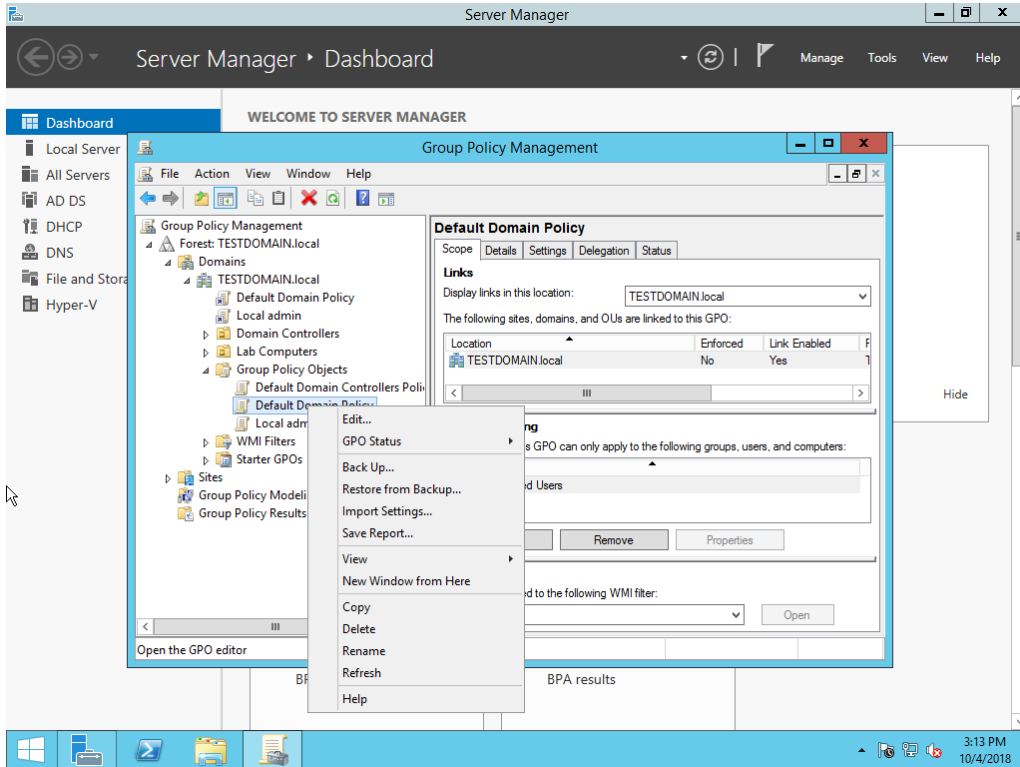 Server Manager
Server Manager • Dashboard
Manage Tools View Help
Dashboard
Local Server
All Servers
AD DS
DHCP
DNS
File and Stora
Hyper-V
WELCOME TO SERVER MANAGER
Hide
Group Policy Management
File Action View Window Help
Group Policy Management
Forest: TESTDOMAIN.local
Domains
TESTDOMAIN.local
Default Domain Policy
Local admin
Domain Controllers
Lab Computers
Group Policy Objects
Default Domain Controllers Poli
Default Domain Policy
Local adm
WMI Filters
Starter GPOs
Sites
Group Policy Modeli
Group Policy Results
Default Domain Policy
Scope Details Settings Delegation Status
Links
Display links in this location: TESTDOMAIN.local
The following sites, domains, and OUs are linked to this GPO:
Location Enforced Link Enabled
TESTDOMAIN.local No Yes
ng
s GPO can only apply to the following groups, users, and computers:
d Users
Remove Properties
ed to the following WMI filter:
Open
Edit...
GPO Status
Back Up...
Restore from Backup...
Import Settings...
Save Report...
View
New Window from Here
Copy
Delete
Rename
Refresh
Help
Open the GPO editor
BPA results
3:13 PM
10/4/2018